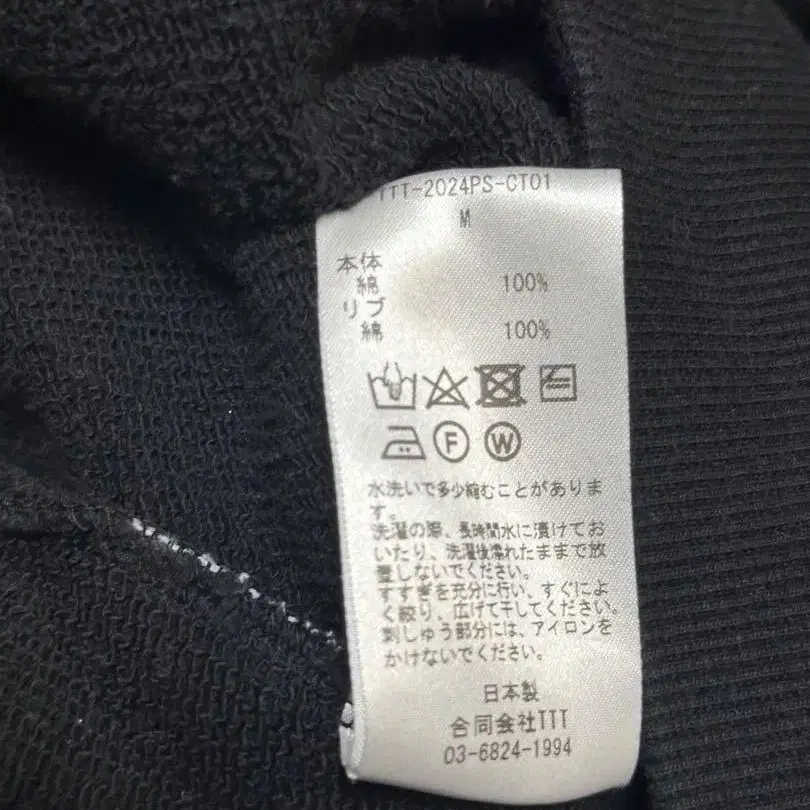 TTT-2024PS-CT01
M
本体
綿 100%
リブ
綿 100%
F W
水洗いで多少縮むことがありま
す。
洗濯の際、長時間水に漬けてお
いたり、洗濯後濡れたままで放
置しないでください。
すすぎを充分に行い、すぐによ
く絞り、広げて干してください。
刺しゅう部分には、アイロンを
かけないでください。
日本製
合同会社TTT
03-6824-1994